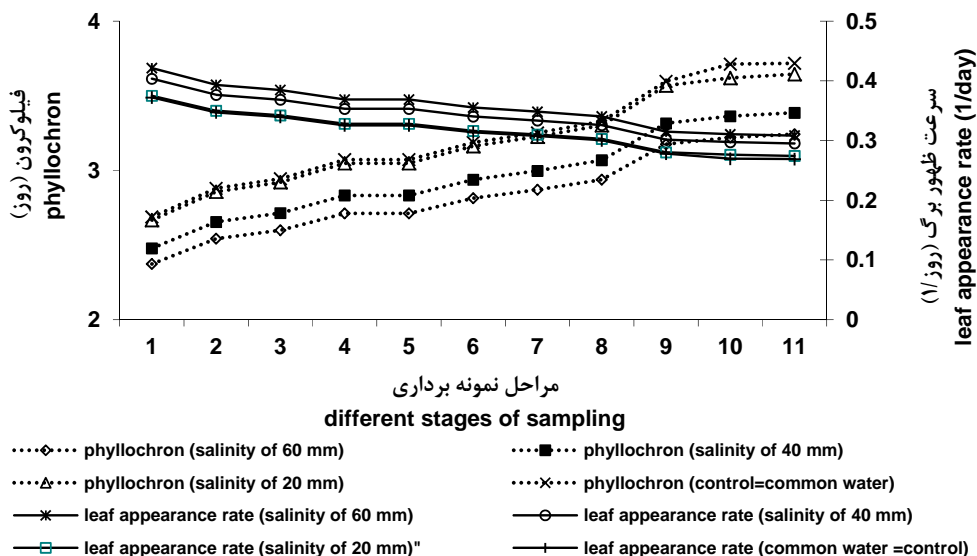 4
3
2
فیلوکرون (روز)
phyllochron
0.5
0.4
0.3
0.2
0.1
0
سرعت ظهور برگ (روز/۱)
leaf appearance rate (1/day)
1 2 3 4 5 6 7 8 9 10 11
مراحل نمونه برداری
different stages of sampling
phyllochron (salinity of 60 mm)
phyllochron (salinity of 40 mm)
phyllochron (salinity of 20 mm)
phyllochron (control=common water)
leaf appearance rate (salinity of 60 mm)
leaf appearance rate (salinity of 40 mm)
leaf appearance rate (salinity of 20 mm)"
leaf appearance rate (common water =control)